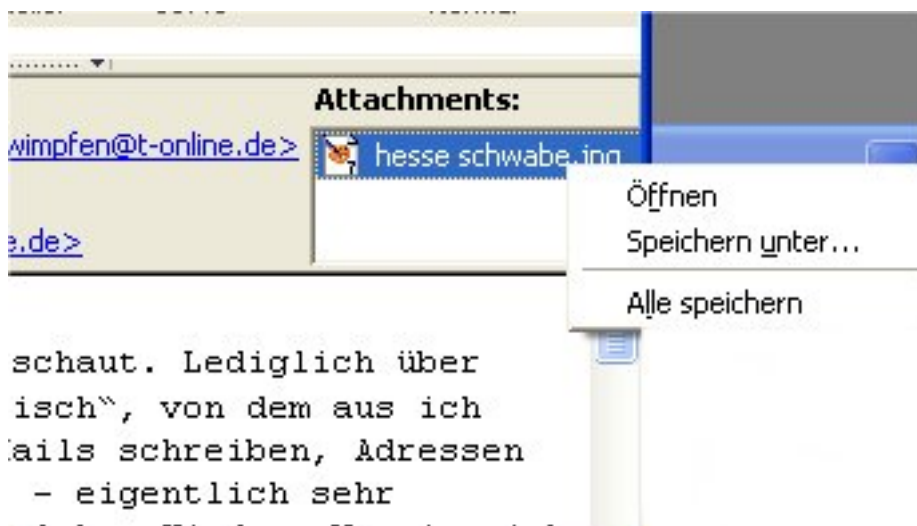 Attachments:
wimpfen@t-online.de>
hesse schwabe.jpg
e.de>
Öffnen
Speichern unter...
Alle speichern
schaut. Lediglich über
isch“, von dem aus ich
ails schreiben, Adressen
– eigentlich sehr